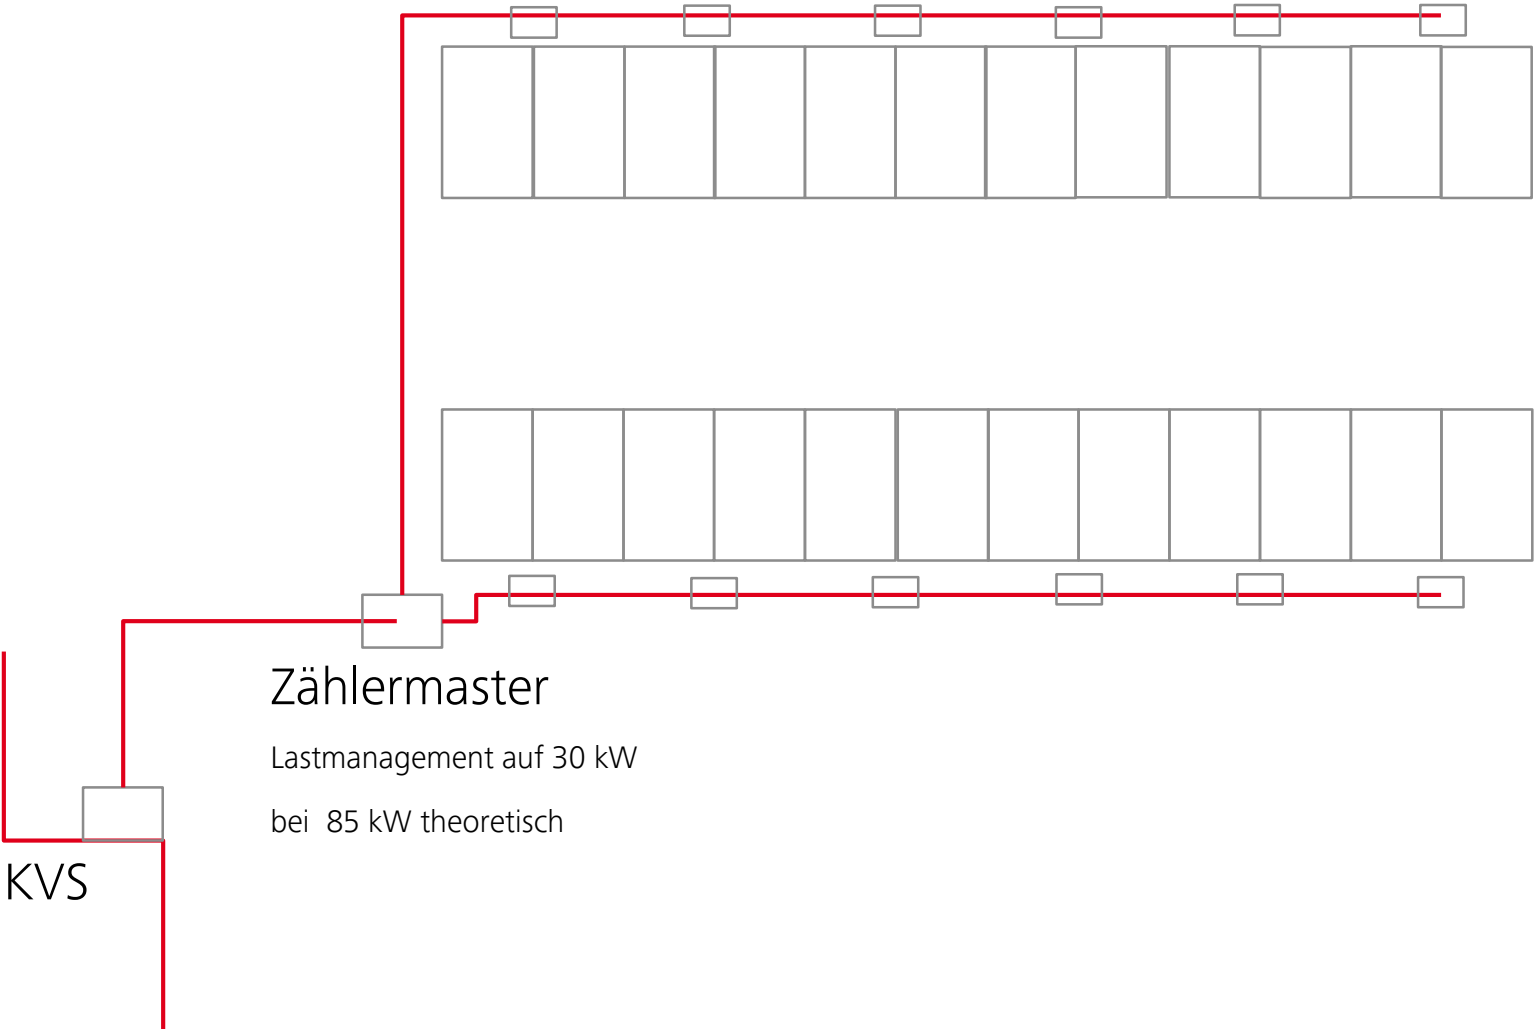 Zählermaster
Lastmanagement auf 30 kW
bei  85 kW theoretisch
KVS